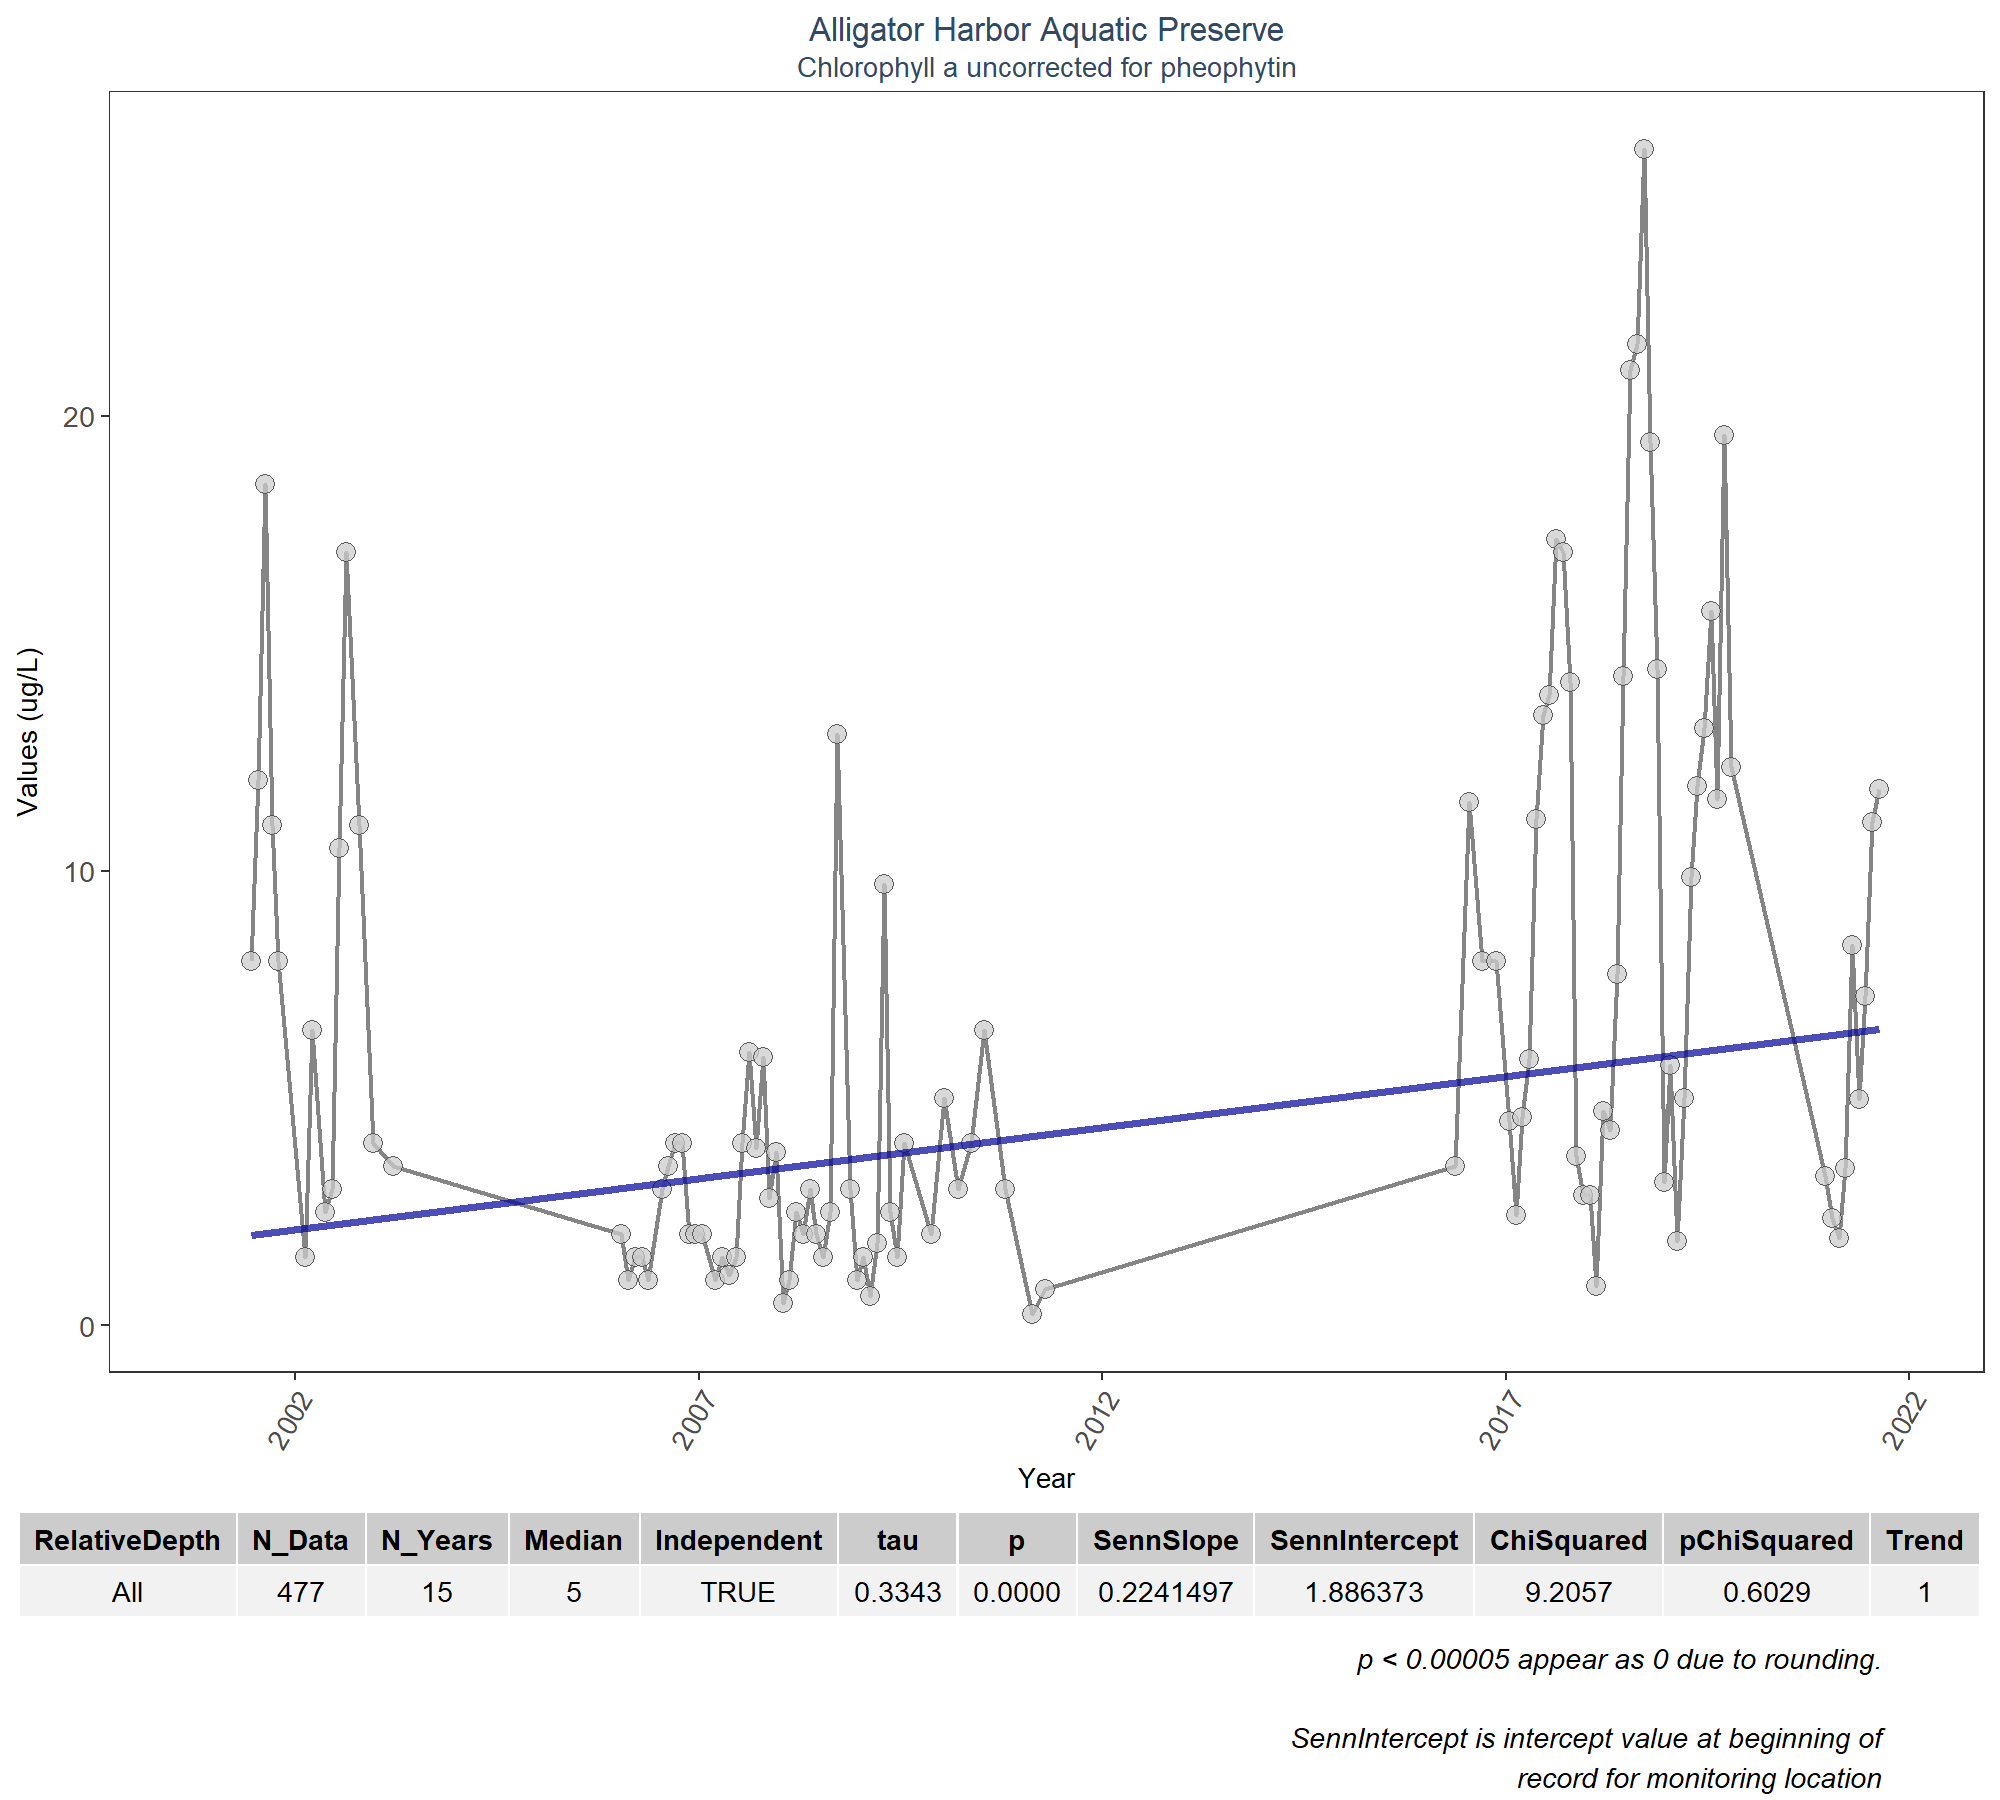 Alligator Harbor Aquatic Preserve
Chlorophyll a uncorrected for pheophytin
Values (ug/L)
20
10
0
2002 2007 2012 2017 2022
Year
RelativeDepth N_Data N_Years Median Independent tau p SennSlope SennIntercept ChiSquared pChiSquared Trend
All 477 15 5 TRUE 0.3343 0.0000 0.2241497 1.886373 9.2057 0.6029 1
p < 0.00005 appear as 0 due to rounding.
SennIntercept is intercept value at beginning of
record for monitoring location